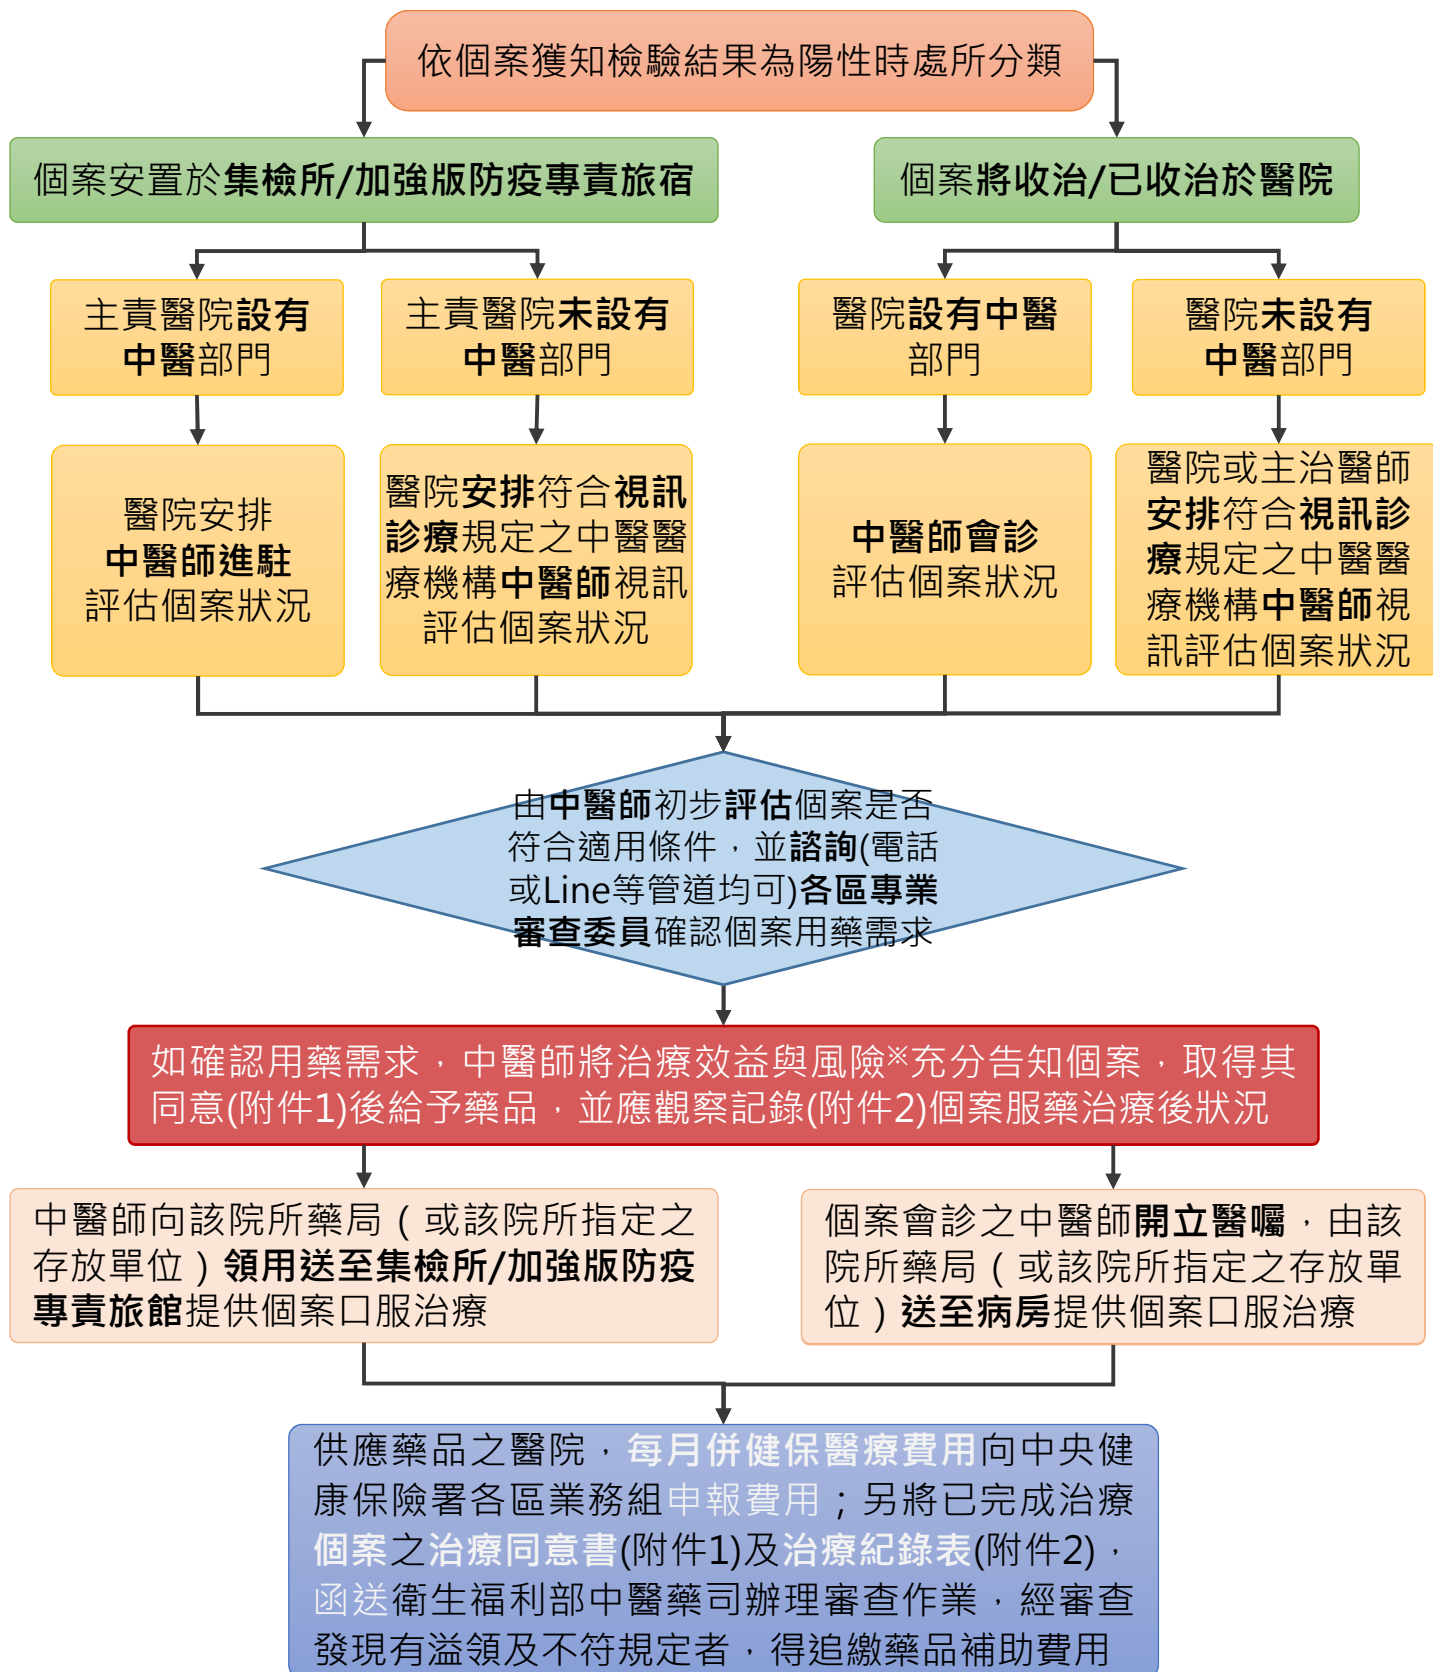 依個案獲知檢驗結果為陽性時處所分類
個案安置於集檢所/加強版防疫專責旅宿
個案將收治/已收治於醫院
主責醫院設有
中醫部門
主責醫院未設有
中醫部門
醫院設有中醫
部門
醫院未設有
中醫部門
醫院安排
中醫師進駐
評估個案狀況
醫院安排符合視訊
診療規定之中醫醫
療機構中醫師視訊
評估個案狀況
中醫師會診
評估個案狀況
醫院或主治醫師
安排符合視訊診
療規定之中醫醫
療機構中醫師視
訊評估個案狀況
由中醫師初步評估個案是否
符合適用條件，並諮詢(電話
或Line等管道均可)各區專業
審查委員確認個案用藥需求
如確認用藥需求，中醫師將治療效益與風險※充分告知個案，取得其
同意(附件1)後給予藥品，並應觀察記錄(附件2)個案服藥治療後狀況
中醫師向該院所藥局（或該院所指定之
存放單位）領用送至集檢所/加強版防疫
專責旅館提供個案口服治療
個案會診之中醫師開立醫囑，由該
院所藥局（或該院所指定之存放單
位）送至病房提供個案口服治療
供應藥品之醫院，每月併健保醫療費用向中央健
康保險署各區業務組申報費用；另將已完成治療
個案之治療同意書(附件1)及治療紀錄表(附件2)，
函送衛生福利部中醫藥司辦理審查作業，經審查
發現有溢領及不符規定者，得追繳藥品補助費用